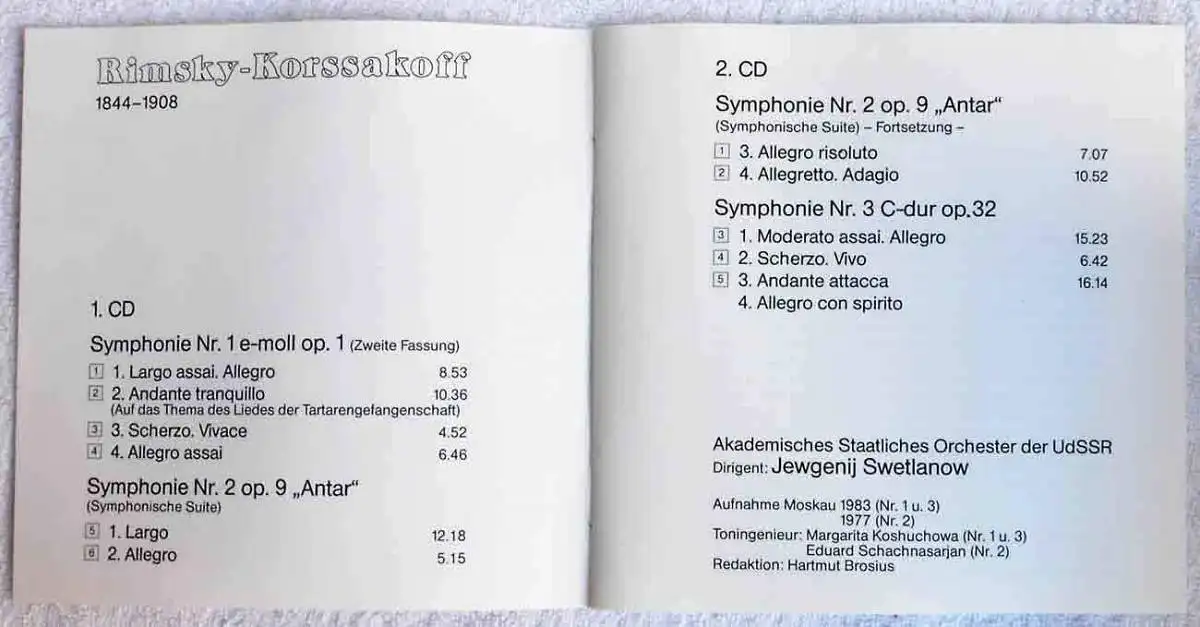 Rimsky-Korssakoff
1844–1908
1. CD
Symphonie Nr. 1 e-moll op. 1 (Zweite Fassung)
1 1. Largo assai. Allegro 8.53
2 2. Andante tranquillo 10.36
(Auf das Thema des Liedes der Tartarengefangenschaft)
3 3. Scherzo. Vivace 4.52
4 4. Allegro assai 6.46
Symphonie Nr. 2 op. 9 „Antar“
(Symphonische Suite)
5 1. Largo 12.18
6 2. Allegro 5.15
2. CD
Symphonie Nr. 2 op. 9 „Antar“
(Symphonische Suite) – Fortsetzung –
1 3. Allegro risoluto 7.07
2 4. Allegretto. Adagio 10.52
Symphonie Nr. 3 C-dur op.32
3 1. Moderato assai. Allegro 15.23
4 2. Scherzo. Vivo 6.42
5 3. Andante attacca 16.14
4. Allegro con spirito
Akademisches Staatliches Orchester der UdSSR
Dirigent: Jewgenij Swetlanow
Aufnahme Moskau 1983 (Nr. 1 u. 3)
1977 (Nr. 2)
Toningenieur: Margarita Koshuchowa (Nr. 1 u. 3)
Eduard Schachnasarjan (Nr. 2)
Redaktion: Hartmut Brosius